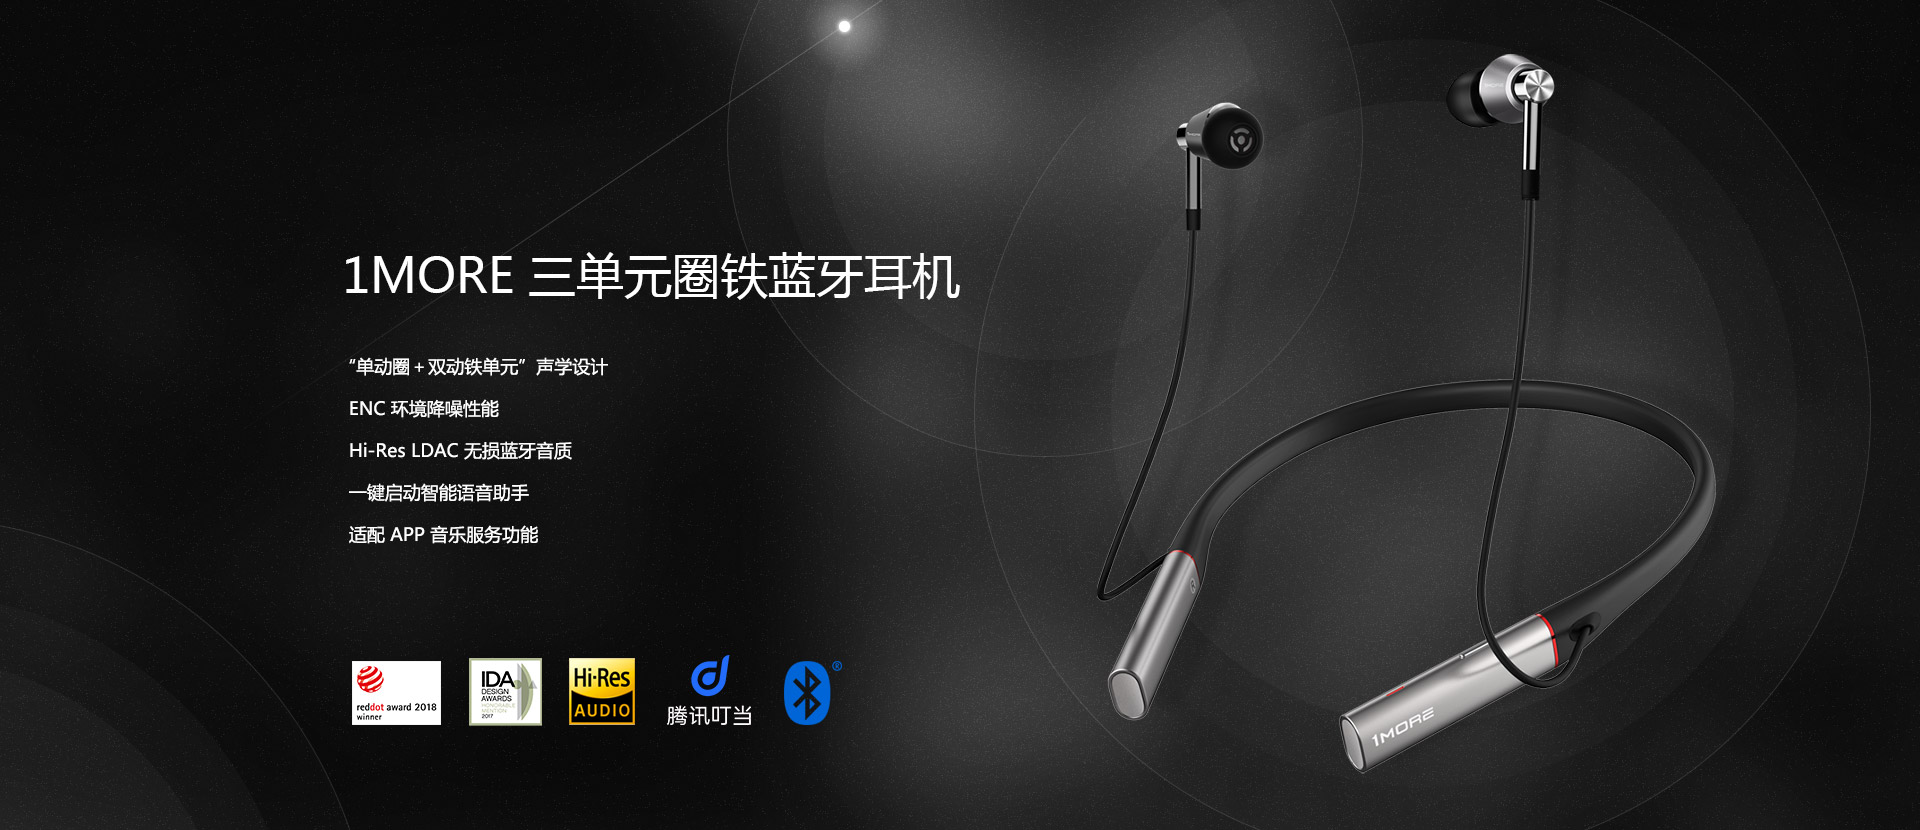 1MORE 三单元圈铁蓝牙耳机
“单动圈+双动铁单元”声学设计
ENC 环境降噪性能
Hi-Res LDAC 无损蓝牙音质
一键启动智能语音助手
适配 APP 音乐服务功能
reddot award 2018
winner
IDA
DESIGN
AWARDS
HONORABLE
MENTION
2017
Hi-Res
AUDIO
腾讯叮当
®
1MORE